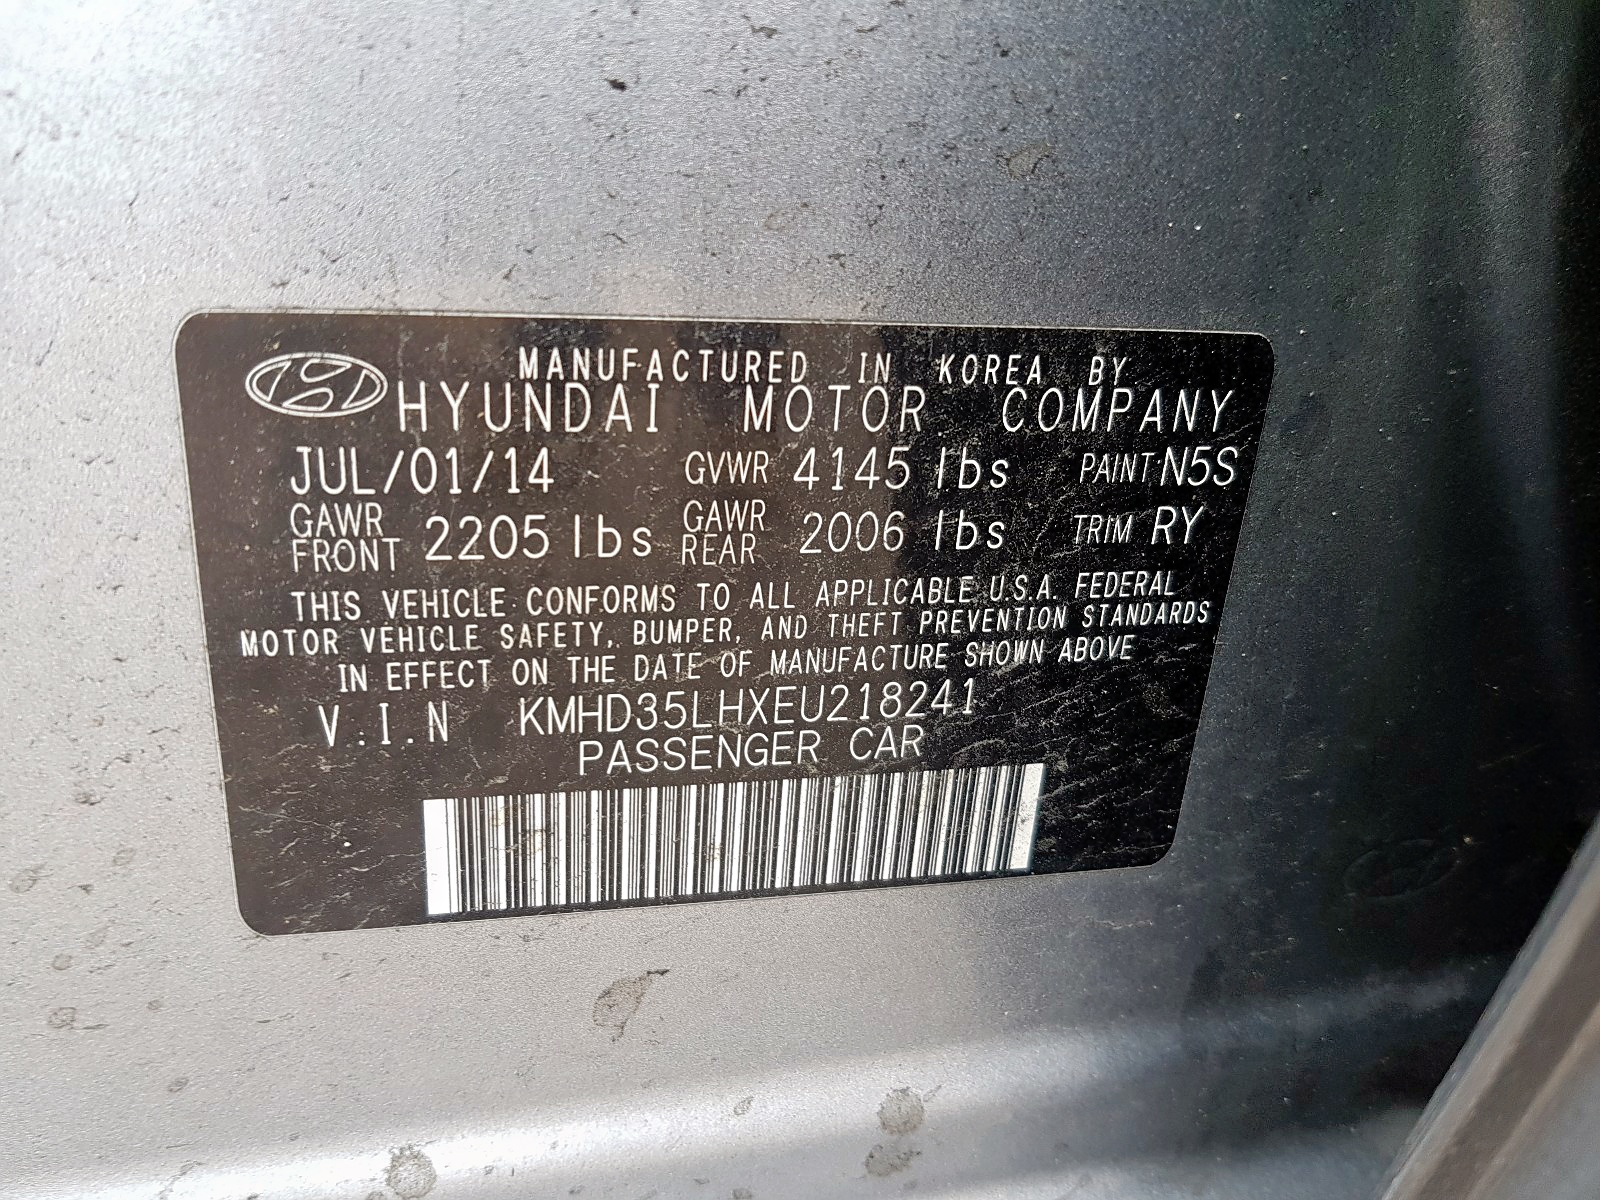 MANUFACTURED IN KOREA BY
HYUNDAI MOTOR COMPANY
JUL/01/14 GVWR 4145 lbs PAINT:N5S
GAWR FRONT 2205 lbs GAWR REAR 2006 lbs TRIM RY
THIS VEHICLE CONFORMS TO ALL APPLICABLE U.S.A. FEDERAL
MOTOR VEHICLE SAFETY, BUMPER, AND THEFT PREVENTION STANDARDS
IN EFFECT ON THE DATE OF MANUFACTURE SHOWN ABOVE
V.I.N KMHD35LHXEU218241
PASSENGER CAR